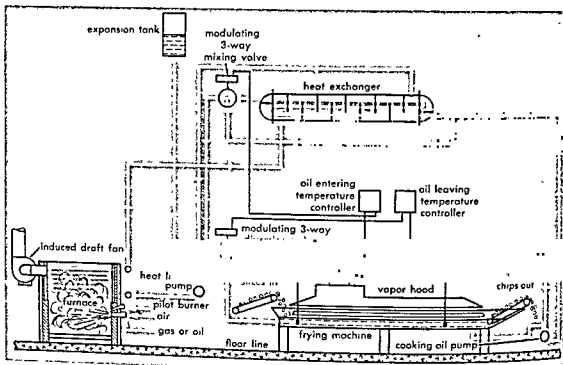 expansion tank
modulating
3-way
mixing valve
heat exchanger
oil entering
temperature
controller
oil leaving
temperature
controller
modulating 3-way
Induced draft fan
heat
pump
pilot burner
air
gas or oil
furnace
vapor hood
chips out
floor line
frying machine
cooking oil pump